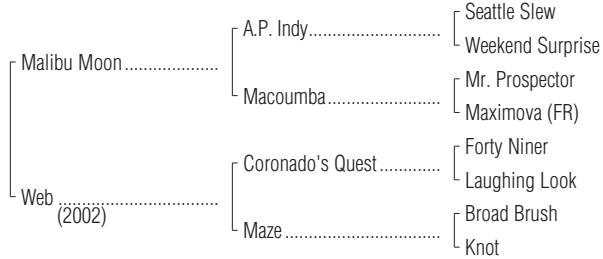 Seattle Slew
A.P. Indy..............................
Weekend Surprise
Malibu Moon.....................
Mr. Prospector
Macoumba.........................
Maximova (FR)
Forty Niner
Coronado's Quest.............
Laughing Look
Web....................................
(2002)
Broad Brush
Maze...................................
Knot